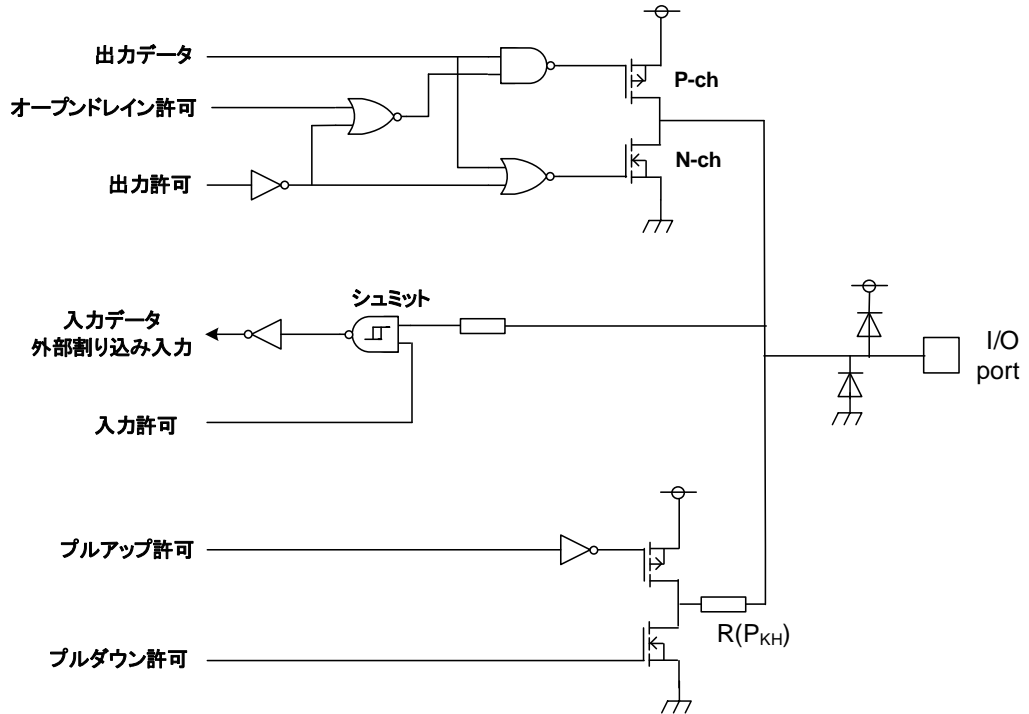 出力データ
オープンドレイン許可
出力許可
P-ch
N-ch
シュミット
入力データ
外部割り込み入力
入力許可
I/O
port
プルアップ許可
プルダウン許可
R(PKH)